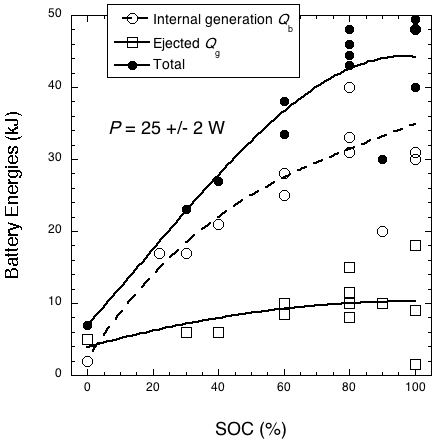 50
Internal generation Q_b
Ejected Q_g
Total
40
P = 25 +/- 2 W
30
20
10
0
0 20 40 60 80 100
SOC (%)
Battery Energies (kJ)